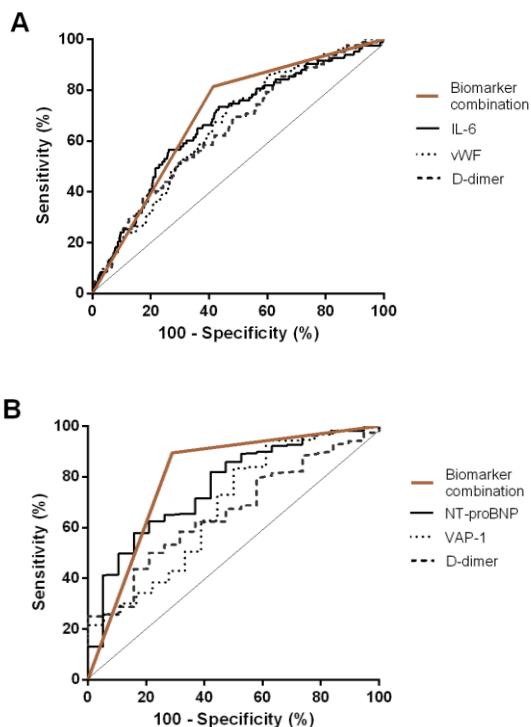 A
100
80
60
40
20
0
Sensitivity (%)
0 20 40 60 80 100
100 - Specificity (%)
Biomarker
combination
IL-6
vWF
D-dimer
B
100
80
60
40
20
0
Sensitivity (%)
0 20 40 60 80 100
100 - Specificity (%)
Biomarker
combination
NT-proBNP
VAP-1
D-dimer